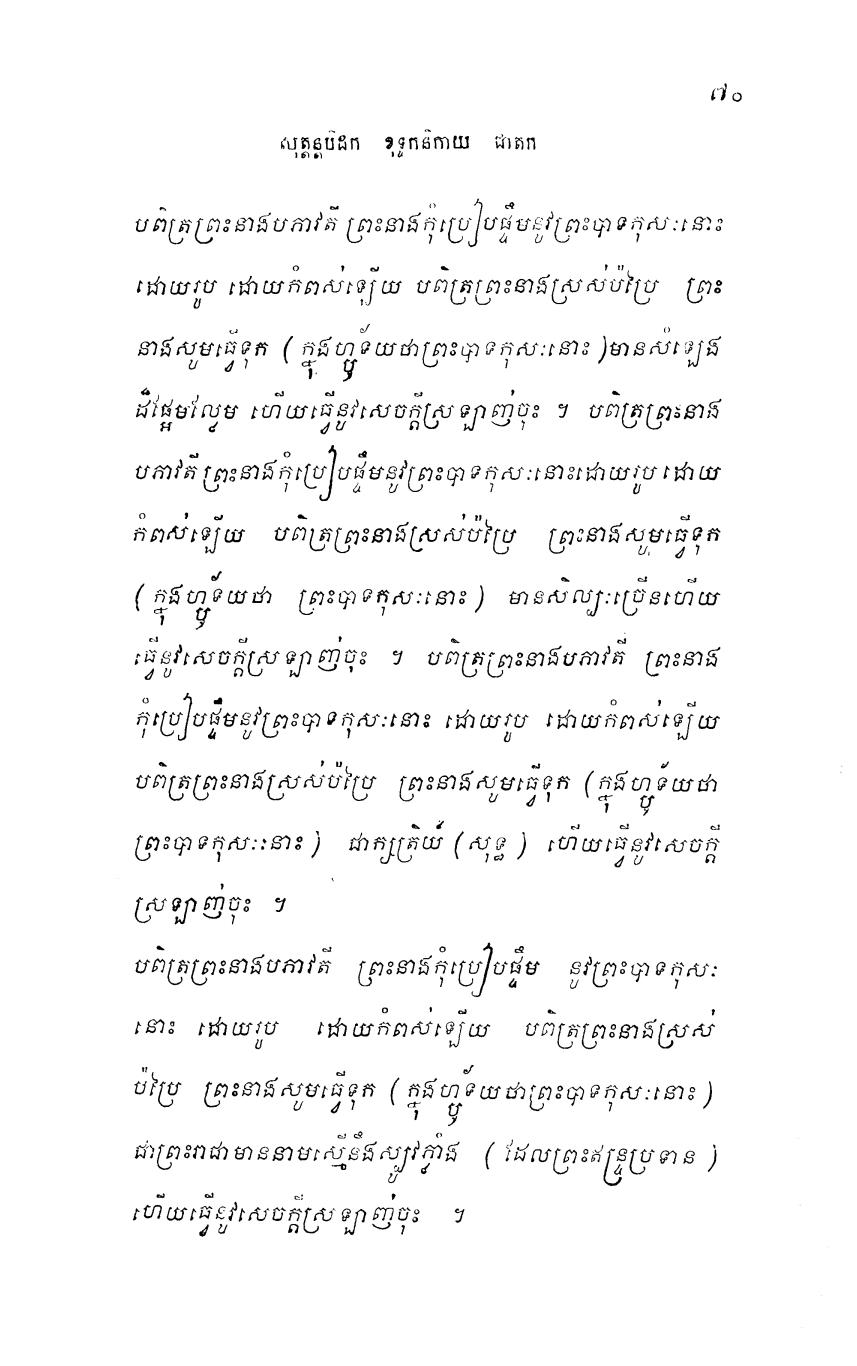 ៧០
សុត្តន្តបិដក ខុទ្ទកនិកាយ ជាតក
បពិត្រព្រះនាងបភាវតី ព្រះនាងកុំប្រៀបផ្ទឹមនូវព្រះបាទកុសៈនោះ
ដោយរូប ដោយកំពស់ឡើយ បពិត្រព្រះនាងស្រស់ប៉ប្រៃ ព្រះ
នាងសូមធ្វើទុក (ក្នុងហ្ឫទ័យថាព្រះបាទកុសៈនោះ )មានសំឡេង
ដ៏ផ្អែមល្ហែម ហើយធ្វើនូវសេចក្តីស្រឡាញ់ចុះ ។ បពិត្រព្រះនាង
បភាវតី ព្រះនាងកុំប្រៀបផ្ទឹមនូវព្រះបាទកុសៈនោះដោយរូប ដោយ
កំពស់ឡើយ បពិត្រព្រះនាងស្រស់ប៉ប្រៃ ព្រះនាងសូមធ្វើទុក
(ក្នុងហ្ឫទ័យថា ព្រះបាទកុសៈនោះ ) មានសិល្បៈច្រើនហើយ
ធ្វើនូវសេចក្តីស្រឡាញ់ចុះ ។ បពិត្រព្រះនាងបភាវតី ព្រះនាង
កុំប្រៀបផ្ទឹមនូវព្រះបាទកុសៈនោះ ដោយរូប ដោយកំពស់ឡើយ
បពិត្រព្រះនាងស្រស់ប៉ប្រៃ ព្រះនាងសូមធ្វើទុក (ក្នុងហ្ឫទ័យថា
ព្រះបាទកុសៈនោះ ) ជាក្សត្រិយ៍ (សុទ្ធ ) ហើយធ្វើនូវសេចក្តី
ស្រឡាញ់ចុះ ។
បពិត្រព្រះនាងបភាវតី ព្រះនាងកុំប្រៀបផ្ទឹម នូវព្រះបាទកុសៈ
នោះ ដោយរូប ដោយកំពស់ឡើយ បពិត្រព្រះនាងស្រស់
ប៉ប្រៃ ព្រះនាងសូមធ្វើទុក (ក្នុងហ្ឫទ័យថាព្រះបាទកុសៈនោះ )
ជាព្រះរាជាមាននាមស្មើនឹងស្បូវភ្លាំង (ដែលព្រះឥន្ទ្រប្រទាន )
ហើយធ្វើនូវសេចក្តីស្រឡាញ់ចុះ ។